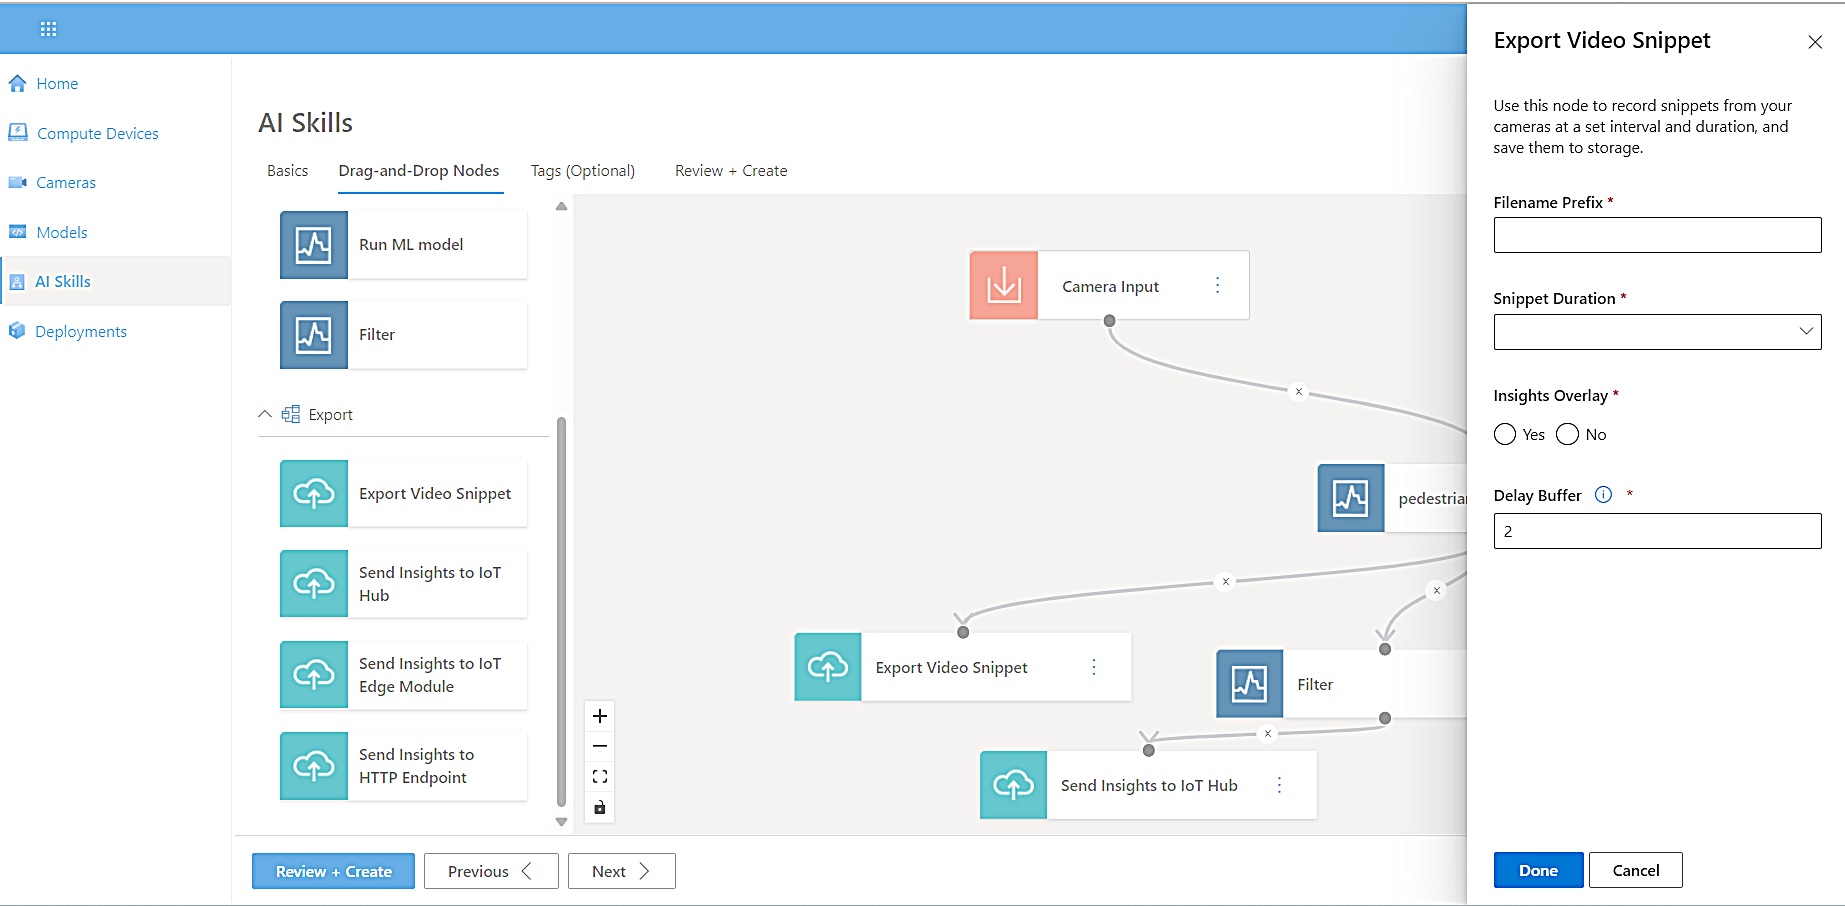 Home
Compute Devices
Cameras
Models
AI Skills
Deployments
AI Skills
Basics
Drag-and-Drop Nodes
Tags (Optional)
Review + Create
Run ML model
Filter
Export
Export Video Snippet
Send Insights to IoT
Hub
Send Insights to IoT
Edge Module
Send Insights to
HTTP Endpoint
Camera Input
pedestrian
Export Video Snippet
Filter
Send Insights to IoT Hub
Review + Create
Previous
Next
Export Video Snippet
Use this node to record snippets from your
cameras at a set interval and duration, and
save them to storage.
Filename Prefix *
Snippet Duration *
Insights Overlay *
Yes
No
Delay Buffer *
2
Done
Cancel